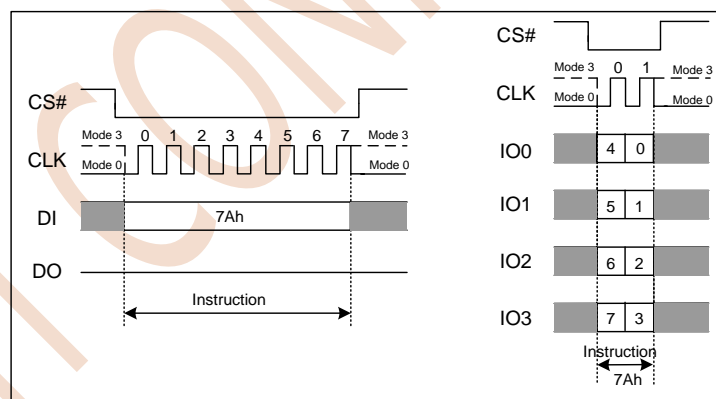 CS#
Mode 3 0 1 2 3 4 5 6 7 Mode 3
CLK
Mode 0 Mode 0
DI
7Ah
DO
Instruction
CS#
Mode 3 0 1 Mode 3
CLK
Mode 0 Mode 0
IO0 4 0
IO1 5 1
IO2 6 2
IO3 7 3
Instruction
7Ah